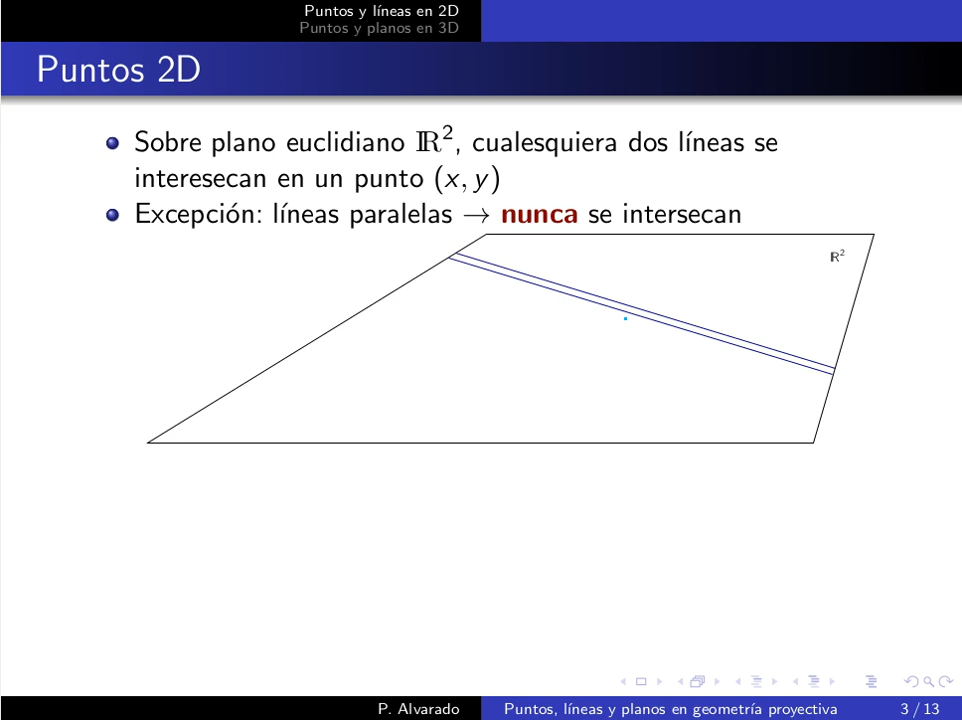 Puntos y líneas en 2D
Puntos y planos en 3D
Puntos 2D
Sobre plano euclidiano ℝ², cualesquiera dos líneas se
interesecan en un punto (x, y)
Excepción: líneas paralelas → nunca se intersecan
ℝ²
P. Alvarado
Puntos, líneas y planos en geometría proyectiva
3 / 13